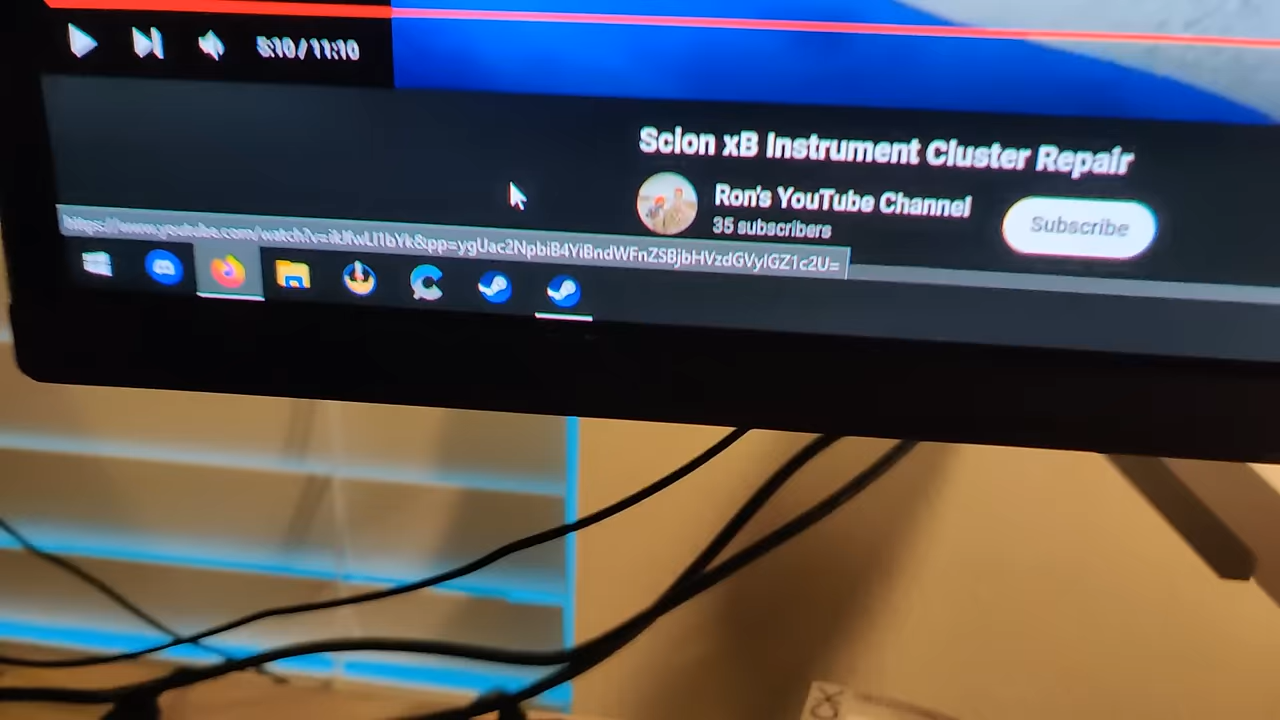 5:10 / 11:10
Scion xB Instrument Cluster Repair
Ron's YouTube Channel
35 subscribers
Subscribe